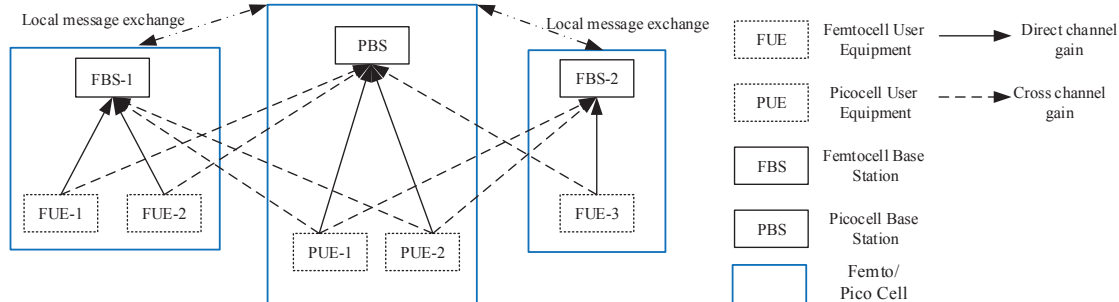 Local message exchange
Local message exchange
PBS
FBS-1
FBS-2
FUE-1
FUE-2
FUE-3
PUE-1
PUE-2
FUE
Femtocell User
Equipment
Direct channel
gain
PUE
Picocell User
Equipment
Cross channel
gain
FBS
Femtocell Base
Station
PBS
Picocell Base
Station
Femto/
Pico Cell